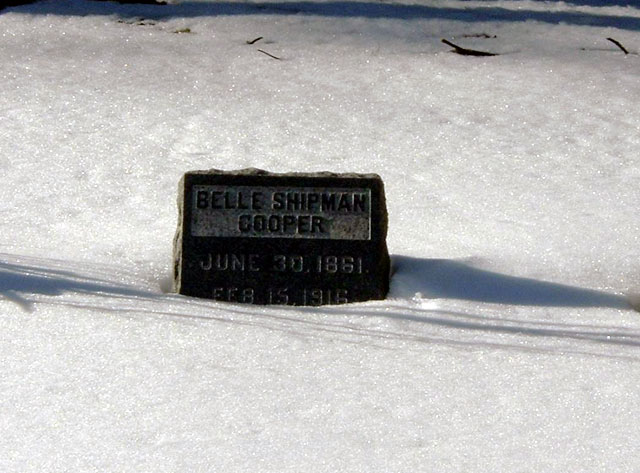 BELLE SHIPMAN
COOPER
JUNE 30, 1861.
FEB. 15, 1916